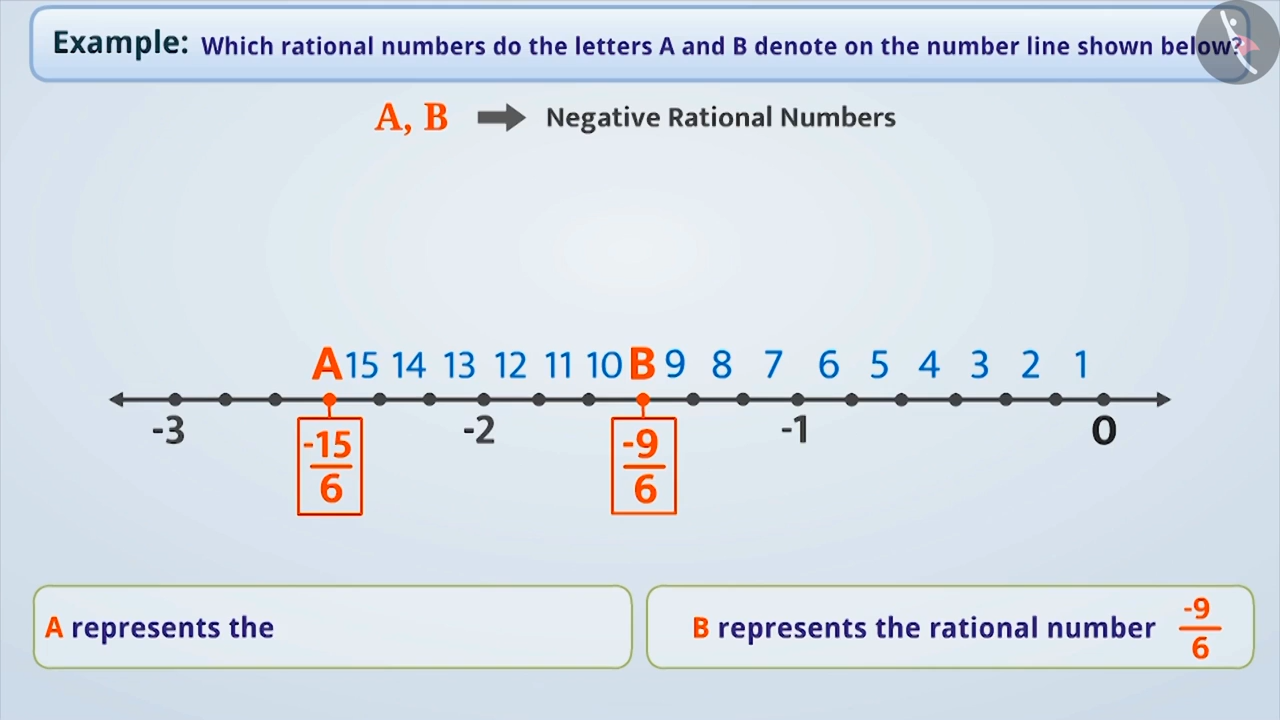 Example: Which rational numbers do the letters A and B denote on the number line shown below?
A, B Negative Rational Numbers
A 15 14 13 12 11 10 B 9 8 7 6 5 4 3 2 1
-3 -2 -1 0
-15/6 -9/6
A represents the
B represents the rational number -9/6